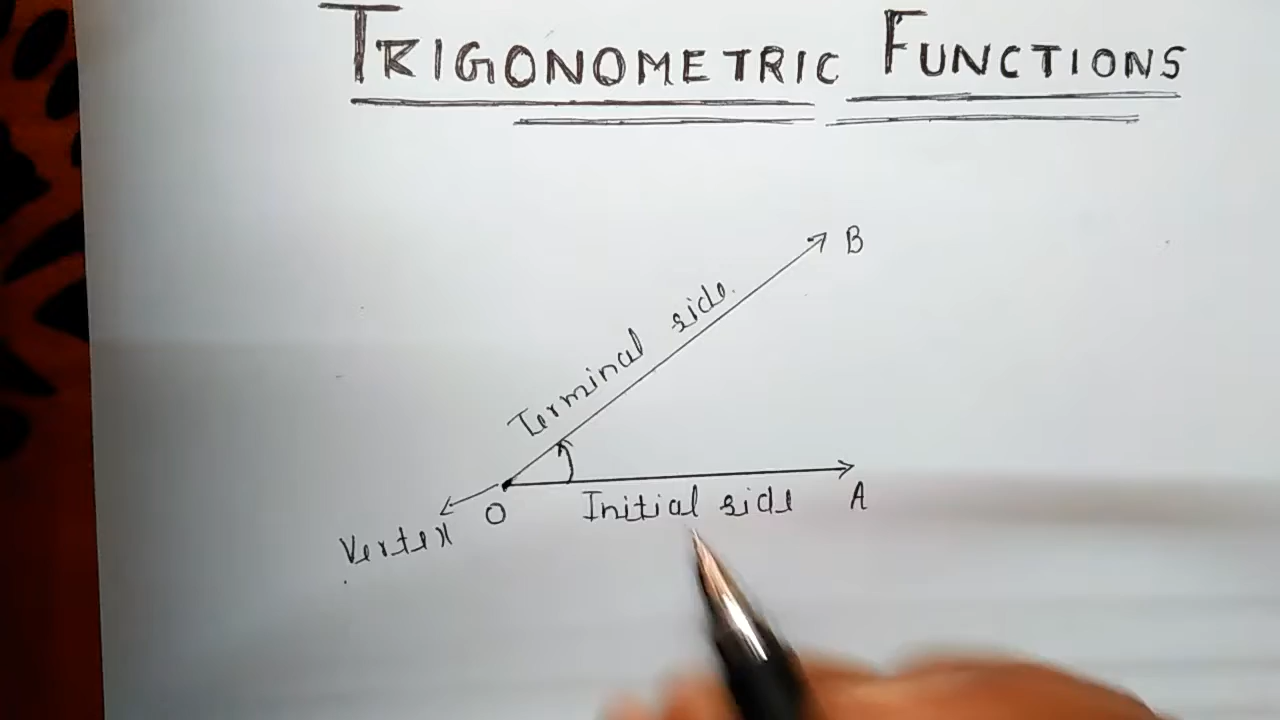 TRIGONOMETRIC FUNCTIONS
B
Terminal side
O
Initial side
A
Vertex